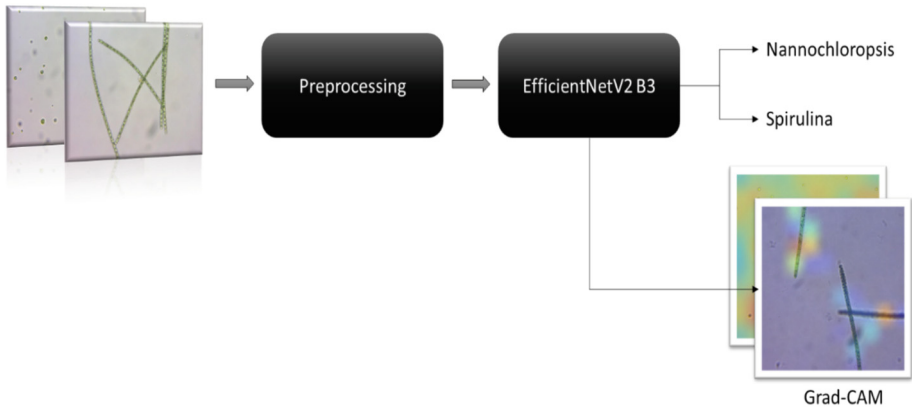 Preprocessing
EfficientNetV2 B3
Nannochloropsis
Spirulina
Grad-CAM